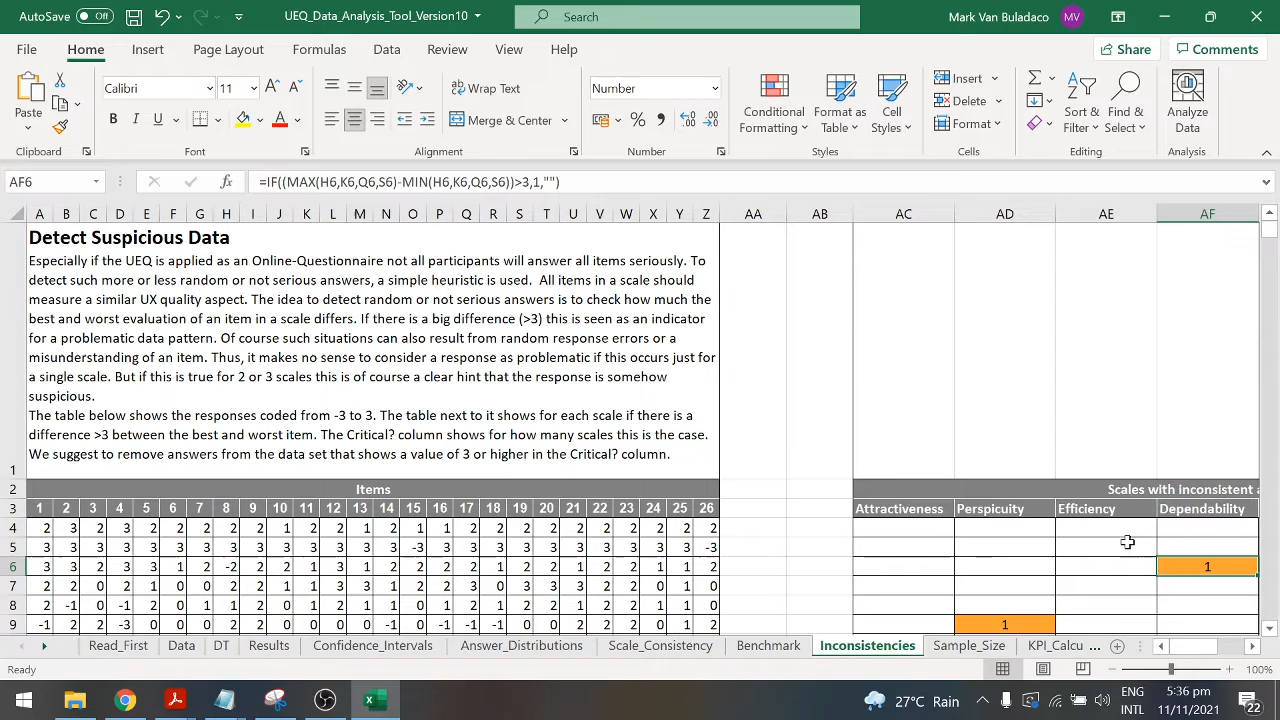 AutoSave Off UEQ_Data_Analysis_Tool_Version10 Search Mark Van Buladaco MV
File Home Insert Page Layout Formulas Data Review View Help Share Comments
Paste Calibri 11 A A Wrap Text Number Conditional Format as Cell Insert Sort & Find & Analyze
B I U A Merge & Center % Formatting Table Styles Delete Filter Select Data
Format
Clipboard Font Alignment Number Styles Cells Editing Analysis
AF6 fx =IF((MAX(H6,K6,Q6,S6)-MIN(H6,K6,Q6,S6))>3,1,"")
A B C D E F G H I J K L M N O P Q R S T U V W X Y Z AA AB AC AD AE AF
Detect Suspicious Data
Especially if the UEQ is applied as an Online-Questionnaire not all participants will answer all items seriously. To
detect such more or less random or not serious answers, a simple heuristic is used. All items in a scale should
measure a similar UX quality aspect. The idea to detect random or not serious answers is to check how much the
best and worst evaluation of an item in a scale differs. If there is a big difference (>3) this is seen as an indicator
for a problematic data pattern. Of course such situations can also result from random response errors or a
misunderstanding of an item. Thus, it makes no sense to consider a response as problematic if this occurs just for
a single scale. But if this is true for 2 or 3 scales this is of course a clear hint that the response is somehow
suspicious.
The table below shows the responses coded from -3 to 3. The table next to it shows for each scale if there is a
difference >3 between the best and worst item. The Critical? column shows for how many scales this is the case.
We suggest to remove answers from the data set that shows a value of 3 or higher in the Critical? column.
1
2 Items Scales with inconsistent a
3 1 2 3 4 5 6 7 8 9 10 11 12 13 14 15 16 17 18 19 20 21 22 23 24 25 26 Attractiveness Perspicuity Efficiency Dependability
4 2 3 2 3 2 2 2 2 2 1 2 2 1 2 1 1 2 2 2 2 2 2 2 2 2 2
5 3 3 3 3 3 3 3 3 3 3 3 3 3 3 -3 3 3 3 3 3 3 3 3 3 3 -3
6 3 3 2 3 3 1 2 -2 2 2 1 3 1 2 2 2 2 1 2 2 1 2 2 1 2 2 1
7 2 2 0 2 1 0 2 2 2 1 1 3 3 1 2 2 3 0 3 2 2 2 2 2 1 2
8 2 -1 0 -1 2 0 1 1 2 2 0 1 2 1 1 0 1 2 1 2 1 2 2 1 1 0
9 -1 2 2 -3 0 0 2 2 0 1 0 0 0 -1 0 -1 -1 -1 0 0 2 0 2 0 1 2 1
Read_First Data DT Results Confidence_Intervals Answer_Distributions Scale_Consistency Benchmark Inconsistencies Sample_Size KPI_Calcu ...
Ready 100%
27°C Rain ENG INTL 5:36 pm 11/11/2021 22